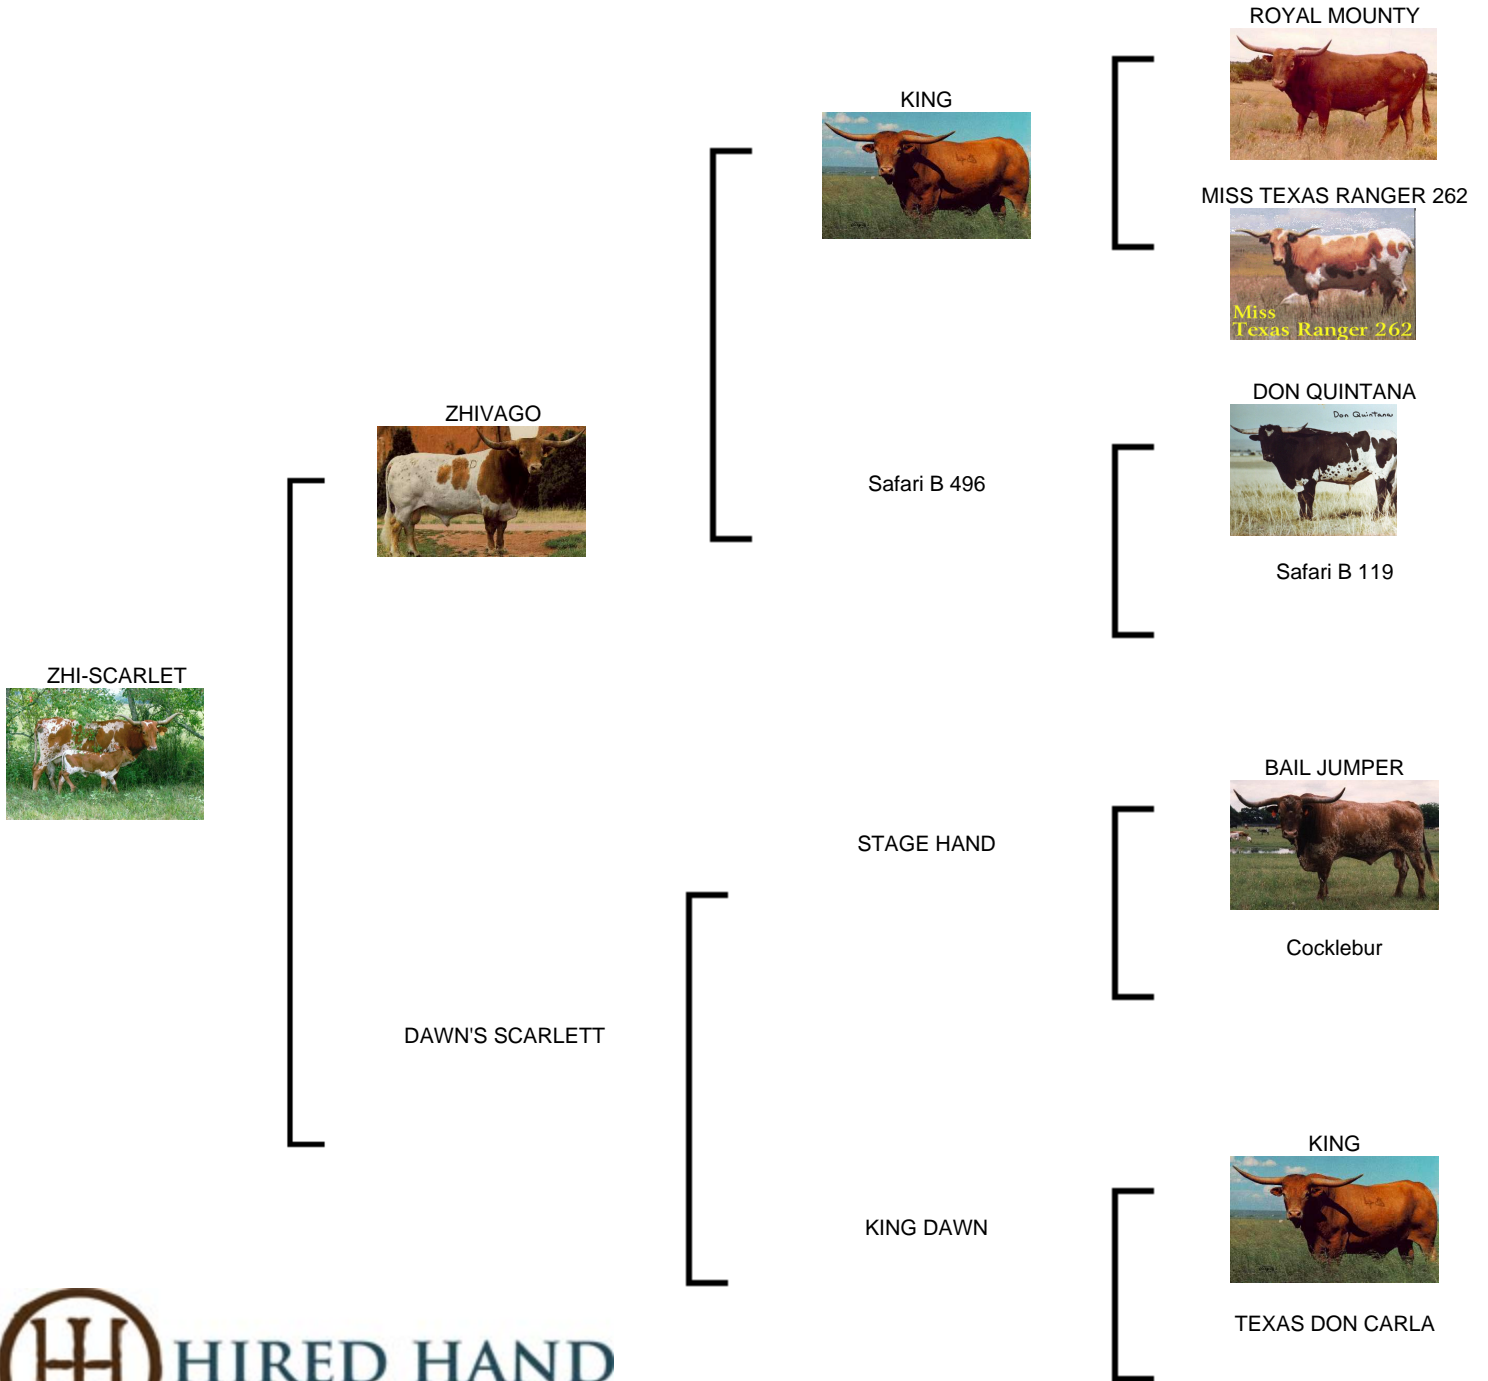 ROYAL MOUNTY
KING
MISS TEXAS RANGER 262
Miss
Texas Ranger 262
DON QUINTANA
Don Quintana
ZHIVAGO
Safari B 496
Safari B 119
ZHI-SCARLET
BAIL JUMPER
STAGE HAND
Cocklebur
DAWN'S SCARLETT
KING
KING DAWN
TEXAS DON CARLA
HIRED HAND